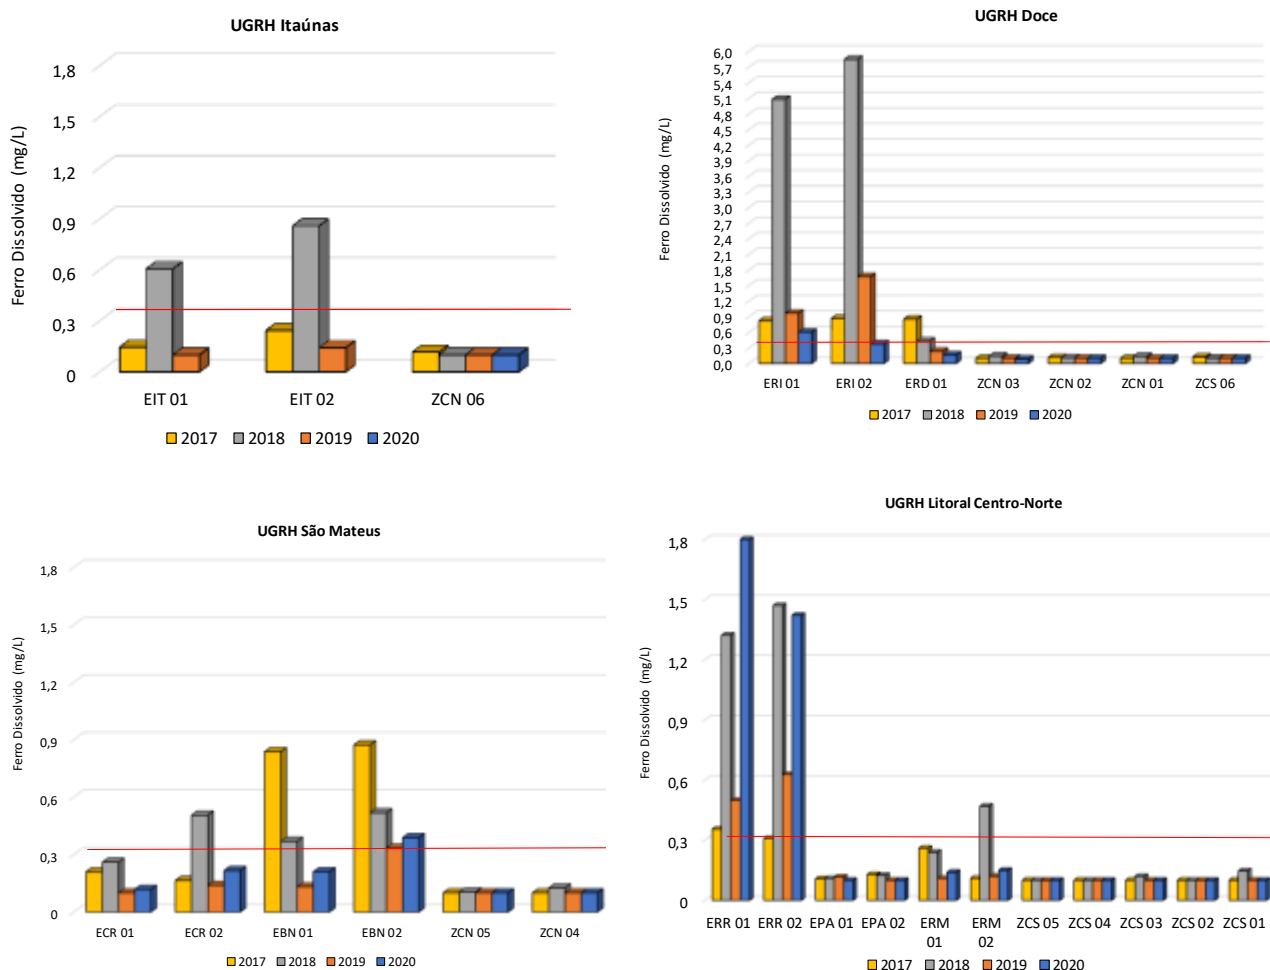 UGRH Itaúnas
Ferro Dissolvido (mg/L)
1,8
1,5
1,2
0,9
0,6
0,3
0
EIT 01 EIT 02 ZCN 06
2017 2018 2019 2020
UGRH Doce
Ferro Dissolvido (mg/L)
6,0
5,7
5,4
5,1
4,8
4,5
4,2
3,9
3,6
3,3
3,0
2,7
2,4
2,1
1,8
1,5
1,2
0,9
0,6
0,3
0,0
ERI 01 ERI 02 ERD 01 ZCN 03 ZCN 02 ZCN 01 ZCS 06
2017 2018 2019 2020
UGRH São Mateus
Ferro Dissolvido (mg/L)
1,8
1,5
1,2
0,9
0,6
0,3
0
ECR 01 ECR 02 EBN 01 EBN 02 ZCN 05 ZCN 04
2017 2018 2019 2020
UGRH Litoral Centro-Norte
Ferro Dissolvido (mg/L)
1,8
1,5
1,2
0,9
0,6
0,3
0
ERR 01 ERR 02 EPA 01 EPA 02 ERM ERM ZCS 05 ZCS 04 ZCS 03 ZCS 02 ZCS 01
01 02
2017 2018 2019 2020